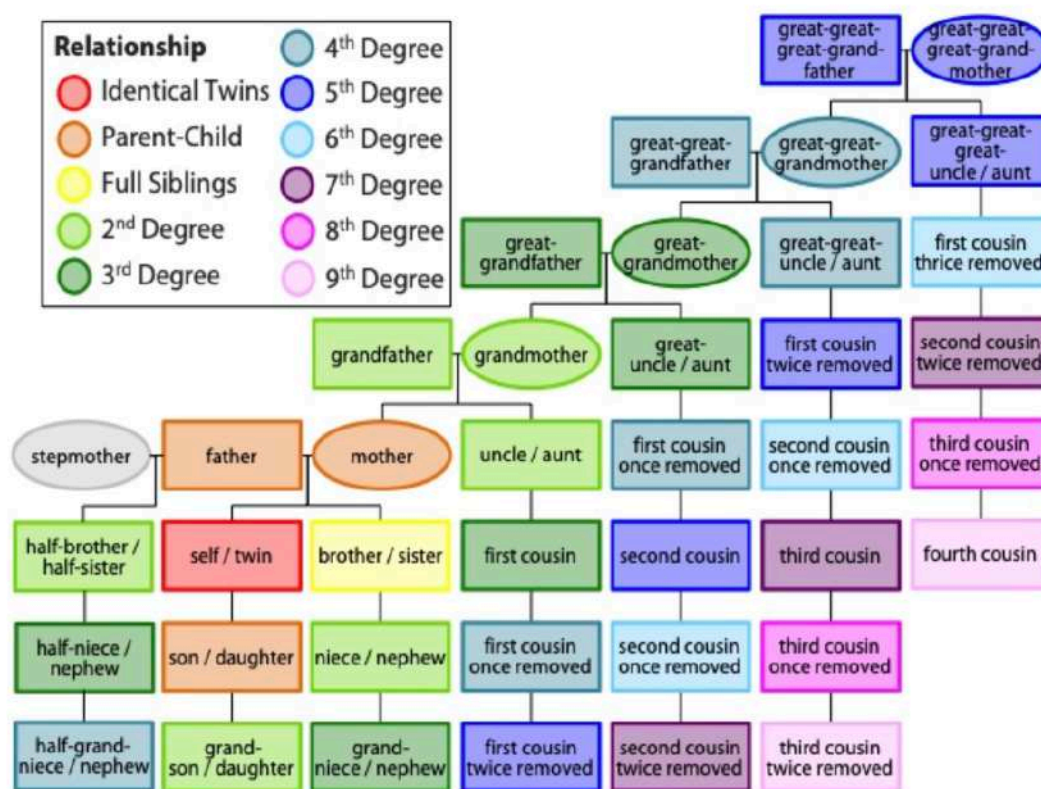 Relationship
Identical Twins
Parent-Child
Full Siblings
2nd Degree
3rd Degree
4th Degree
5th Degree
6th Degree
7th Degree
8th Degree
9th Degree
great-great-
great-grand-
father
great-great-
great-grand-
mother
great-great-
grandfather
great-great-
grandmother
great-great-
great-
uncle / aunt
great-
grandfather
great-
grandmother
great-great-
uncle / aunt
first cousin
thrice removed
grandfather
grandmother
great-
uncle / aunt
first cousin
twice removed
second cousin
twice removed
stepmother
father
mother
uncle / aunt
first cousin
once removed
second cousin
once removed
third cousin
once removed
half-brother /
half-sister
self / twin
brother / sister
first cousin
second cousin
third cousin
fourth cousin
half-niece /
nephew
son / daughter
niece / nephew
first cousin
once removed
second cousin
once removed
third cousin
once removed
half-grand-
niece / nephew
grand-
son / daughter
grand-
niece / nephew
first cousin
twice removed
second cousin
twice removed
third cousin
twice removed